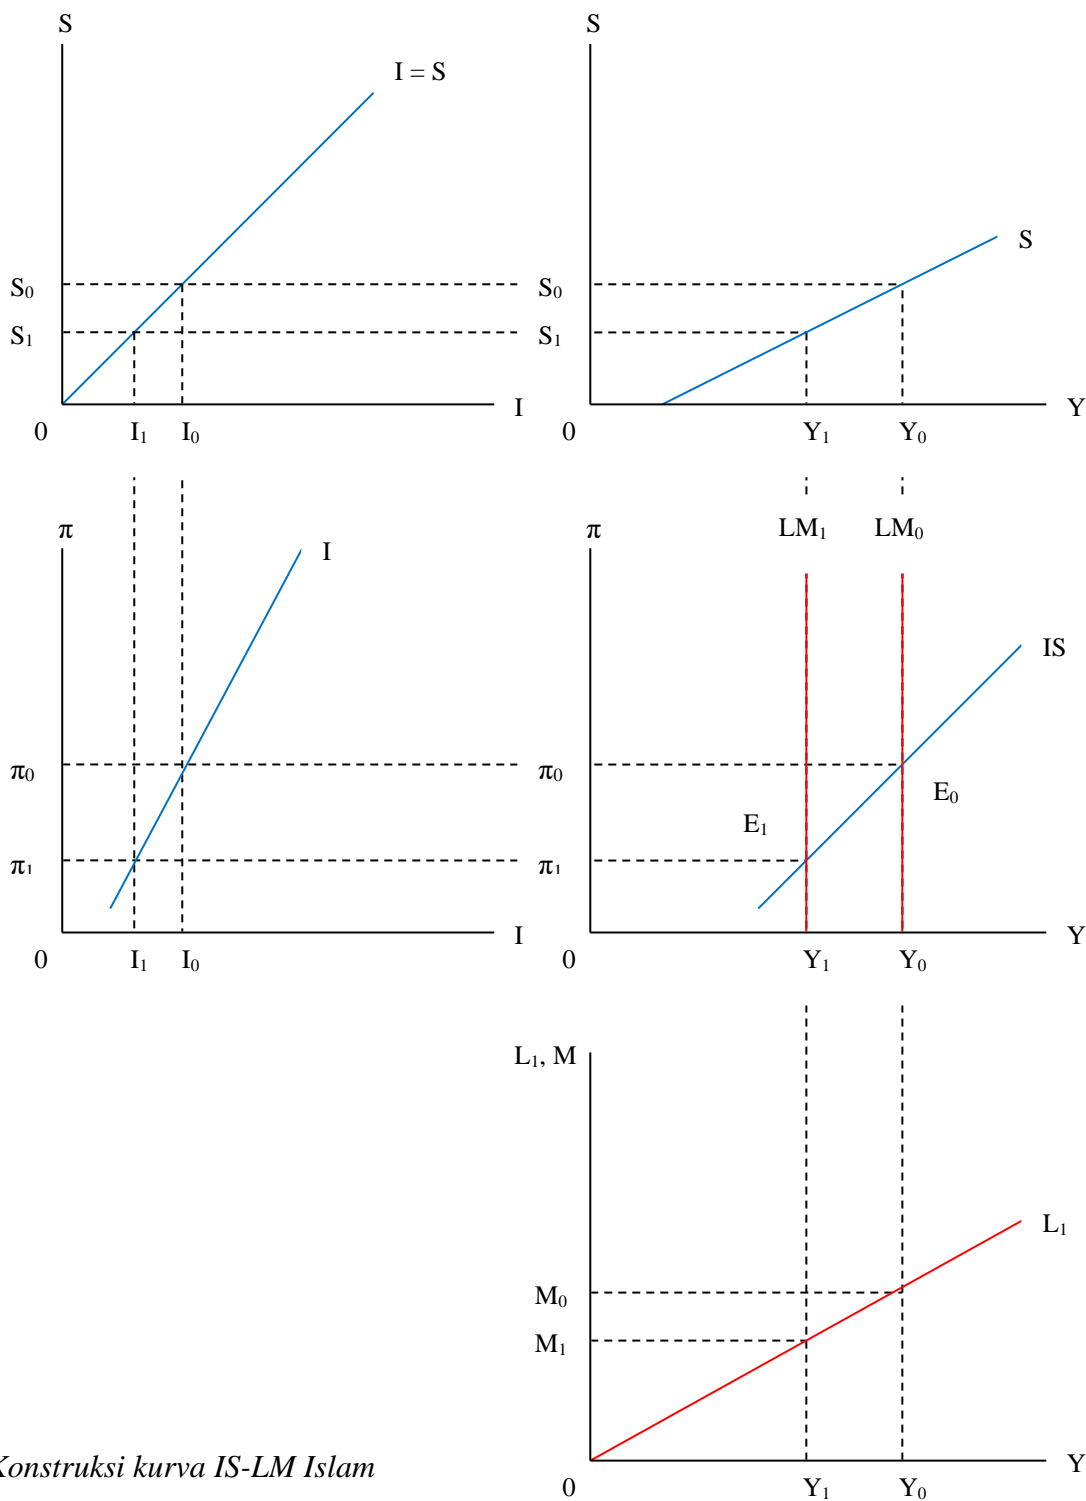 S
I = S
S₀
S₁
I
0
I₁
I₀
S
S
S₀
S₁
Y
0
Y₁
Y₀
π
I
π₀
π₁
I
0
I₁
I₀
π
LM₁
LM₀
IS
π₀
E₀
E₁
π₁
Y
0
Y₁
Y₀
L₁, M
L₁
M₀
M₁
Y
0
Y₁
Y₀
Konstruksi kurva IS-LM Islam